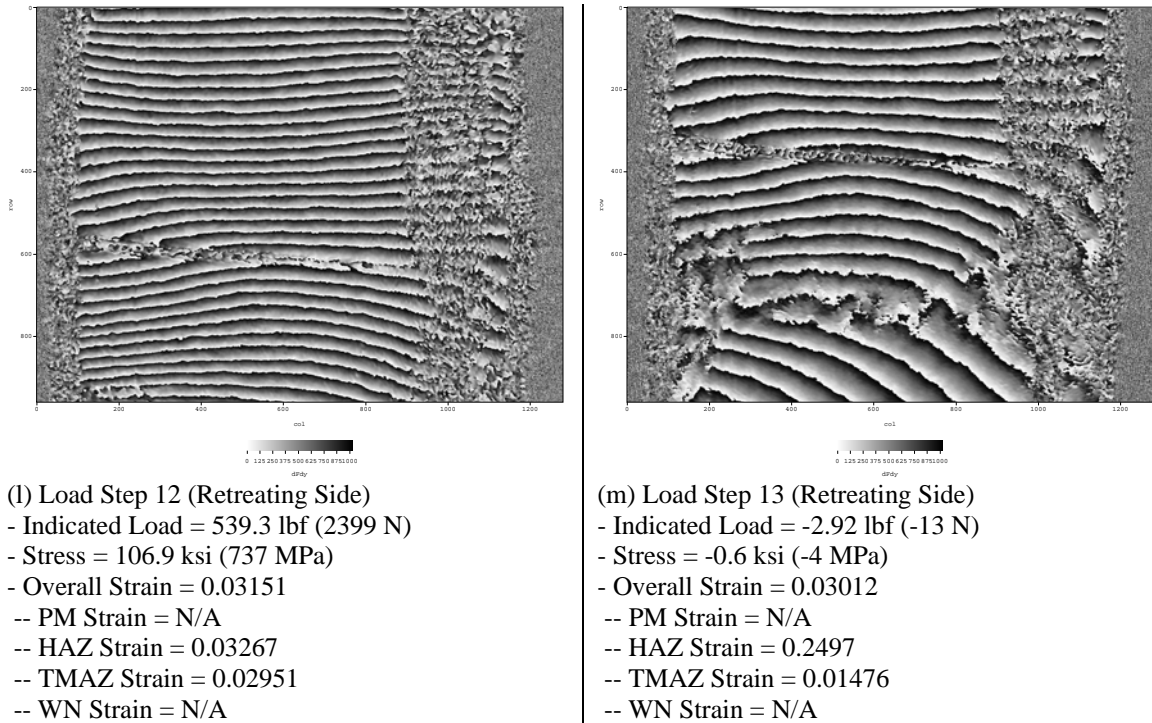 0
200
400
600
800
row
0
200
400
600
800
1000
1200
col
0 125 250 375 500 625 750 875 1000
dPdy
(l) Load Step 12 (Retreating Side)
- Indicated Load = 539.3 lbf (2399 N)
- Stress = 106.9 ksi (737 MPa)
- Overall Strain = 0.03151
-- PM Strain = N/A
-- HAZ Strain = 0.03267
-- TMAZ Strain = 0.02951
-- WN Strain = N/A
0
200
400
600
800
row
0
200
400
600
800
1000
1200
col
0 125 250 375 500 625 750 875 1000
dPdy
(m) Load Step 13 (Retreating Side)
- Indicated Load = -2.92 lbf (-13 N)
- Stress = -0.6 ksi (-4 MPa)
- Overall Strain = 0.03012
-- PM Strain = N/A
-- HAZ Strain = 0.2497
-- TMAZ Strain = 0.01476
-- WN Strain = N/A